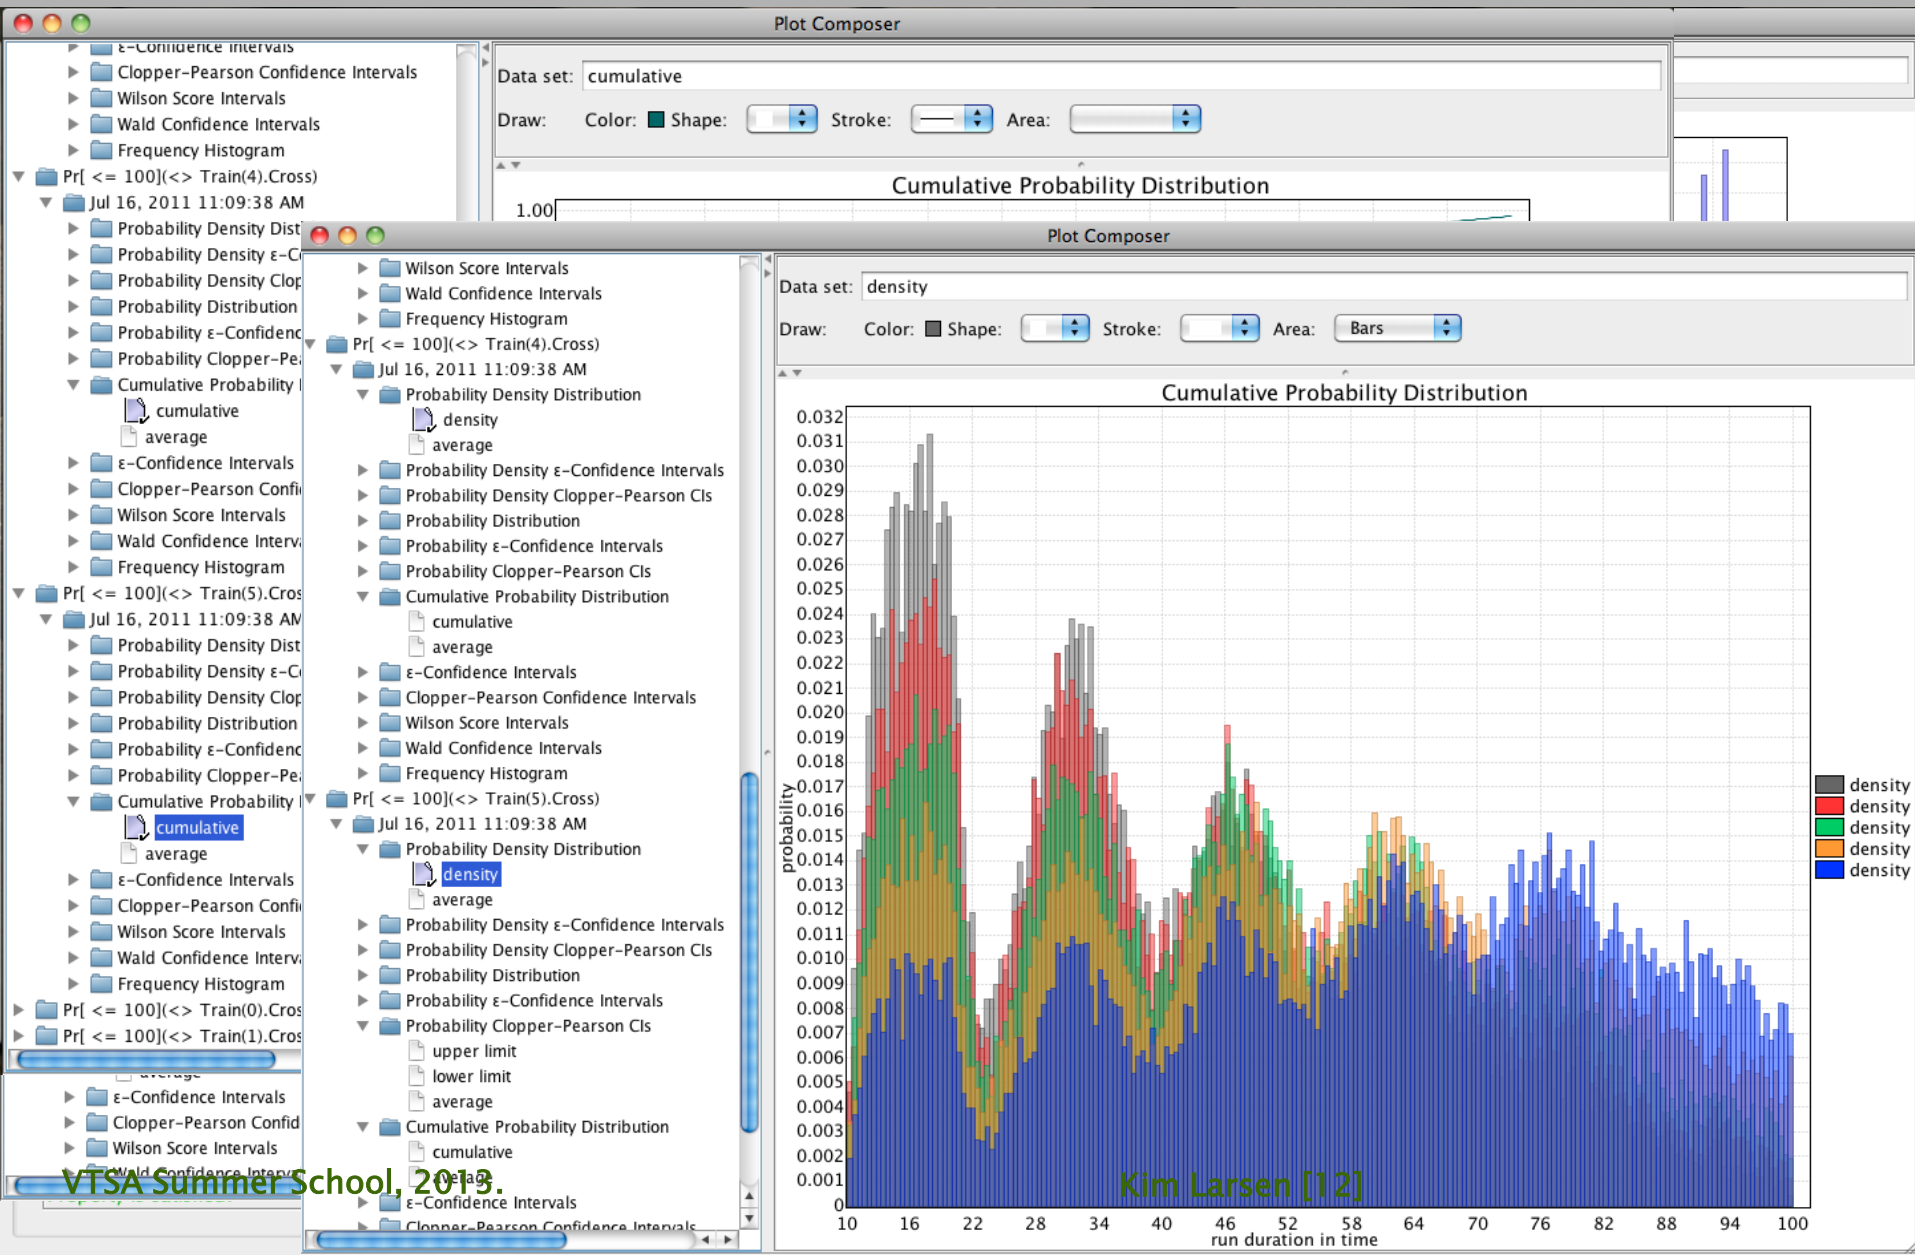 Plot Composer
ε-Confidence Intervals
Clopper-Pearson Confidence Intervals
Wilson Score Intervals
Wald Confidence Intervals
Frequency Histogram
Pr[ <= 100](<> Train(4).Cross)
Jul 16, 2011 11:09:38 AM
Probability Density Dist
Probability Density ε-C
Probability Density Clop
Probability Distribution
Probability ε-Confidenc
Probability Clopper-Pea
Cumulative Probability
cumulative
average
ε-Confidence Intervals
Clopper-Pearson Confi
Wilson Score Intervals
Wald Confidence Interv
Frequency Histogram
Pr[ <= 100](<> Train(5).Cros
Jul 16, 2011 11:09:38 AM
Probability Density Dist
Probability Density ε-C
Probability Density Clop
Probability Distribution
Probability ε-Confidenc
Probability Clopper-Pea
Cumulative Probability
cumulative
average
ε-Confidence Intervals
Clopper-Pearson Confi
Wilson Score Intervals
Wald Confidence Interv
Frequency Histogram
Pr[ <= 100](<> Train(0).Cros
Pr[ <= 100](<> Train(1).Cros
average
ε-Confidence Intervals
Clopper-Pearson Confid
Wilson Score Intervals
Wald Confidence Interva
Data set: cumulative
Draw: Color: Shape: Stroke: Area:
Cumulative Probability Distribution
1.00
Plot Composer
Wilson Score Intervals
Wald Confidence Intervals
Frequency Histogram
Pr[ <= 100](<> Train(4).Cross)
Jul 16, 2011 11:09:38 AM
Probability Density Distribution
density
average
Probability Density ε-Confidence Intervals
Probability Density Clopper-Pearson CIs
Probability Distribution
Probability ε-Confidence Intervals
Probability Clopper-Pearson CIs
Cumulative Probability Distribution
cumulative
average
ε-Confidence Intervals
Clopper-Pearson Confidence Intervals
Wilson Score Intervals
Wald Confidence Intervals
Frequency Histogram
Pr[ <= 100](<> Train(5).Cross)
Jul 16, 2011 11:09:38 AM
Probability Density Distribution
density
average
Probability Density ε-Confidence Intervals
Probability Density Clopper-Pearson CIs
Probability Distribution
Probability ε-Confidence Intervals
Probability Clopper-Pearson CIs
upper limit
lower limit
average
Cumulative Probability Distribution
cumulative
average
ε-Confidence Intervals
Clopper-Pearson Confidence Intervals
Data set: density
Draw: Color: Shape: Stroke: Area: Bars
Cumulative Probability Distribution
0.032
0.031
0.030
0.029
0.028
0.027
0.026
0.025
0.024
0.023
0.022
0.021
0.020
0.019
0.018
0.017
0.016
0.015
0.014
0.013
0.012
0.011
0.010
0.009
0.008
0.007
0.006
0.005
0.004
0.003
0.002
0.001
0
probability
10 16 22 28 34 40 46 52 58 64 70 76 82 88 94 100
run duration in time
density
density
density
density
density
VTSA Summer School, 2013.
Kim Larsen [12]